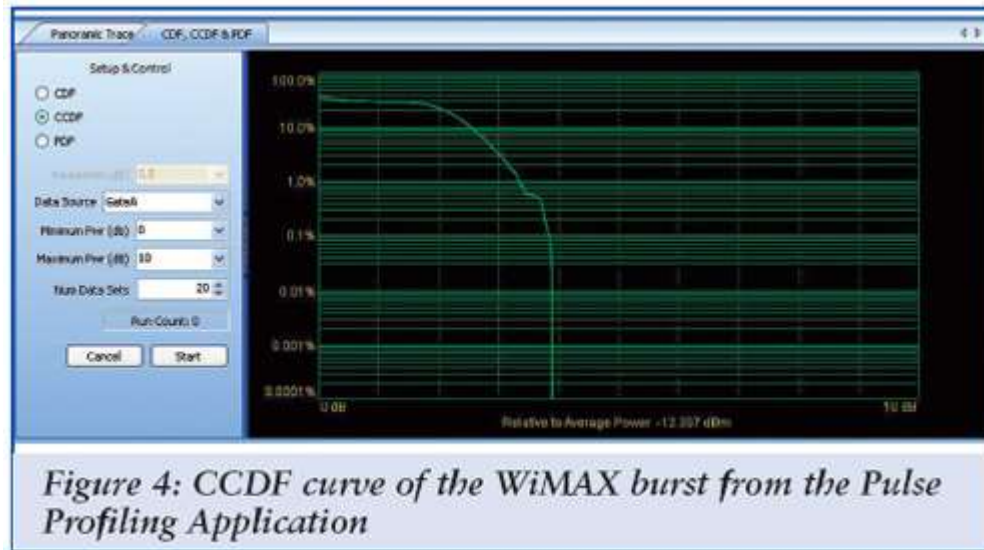 Panoramic Trace
CDF, CCDF & PDF
Setup & Control
CDF
CCDF
PDF
Data Source GateA
Minimum Pwr (dB) 0
Maximum Pwr (dB) 10
Num Data Sets 20
Run Count: 0
Cancel Start
100.0%
10.0%
1.0%
0.1%
0.01%
0.001%
0.0001%
0 dB 10 dB
Relative to Average Power
Figure 4: CCDF curve of the WiMAX burst from the Pulse
Profiling Application